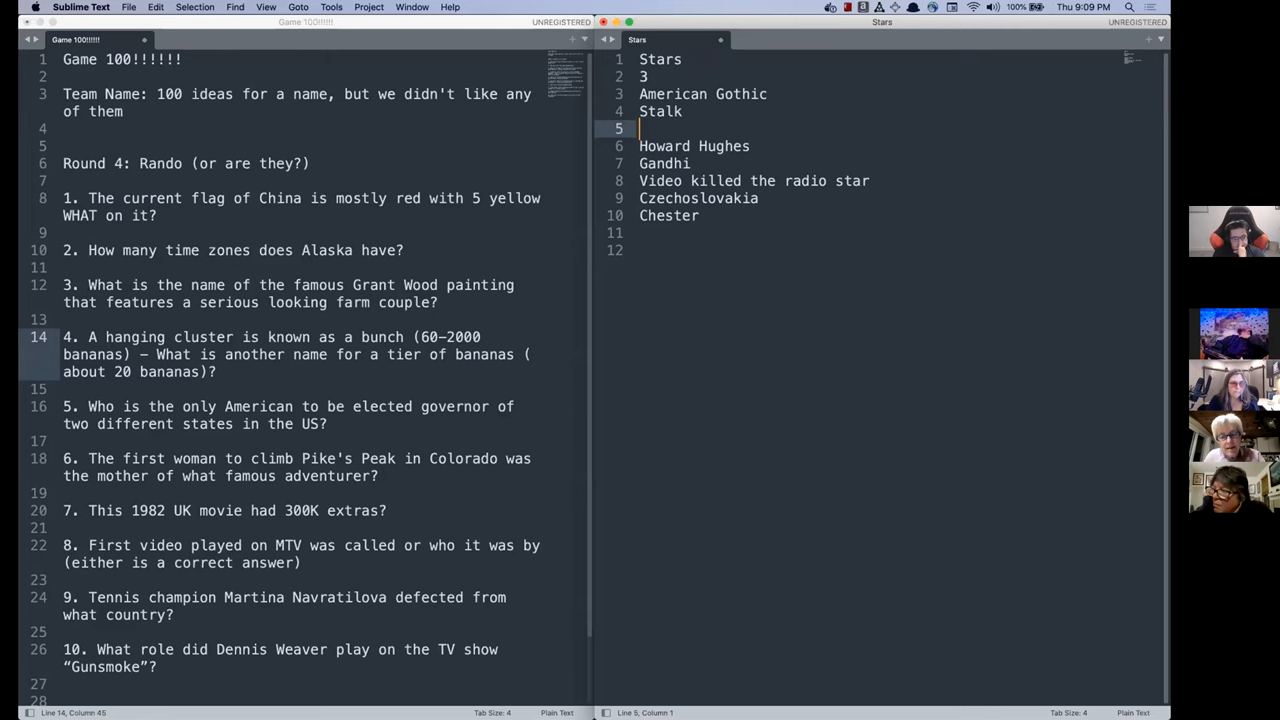 Sublime Text File Edit Selection Find View Goto Tools Project Window Help 100% Thu 9:09 PM
Game 100!!!!!! UNREGISTERED
Stars UNREGISTERED
Game 100!!!!!!
Stars
1 Game 100!!!!!!
2
3 Team Name: 100 ideas for a name, but we didn't like any
of them
4
5
6 Round 4: Rando (or are they?)
7
8 1. The current flag of China is mostly red with 5 yellow
WHAT on it?
9
10 2. How many time zones does Alaska have?
11
12 3. What is the name of the famous Grant Wood painting
that features a serious looking farm couple?
13
14 4. A hanging cluster is known as a bunch (60-2000
bananas) - What is another name for a tier of bananas (
about 20 bananas)?
15
16 5. Who is the only American to be elected governor of
two different states in the US?
17
18 6. The first woman to climb Pike's Peak in Colorado was
the mother of what famous adventurer?
19
20 7. This 1982 UK movie had 300K extras?
21
22 8. First video played on MTV was called or who it was by
(either is a correct answer)
23
24 9. Tennis champion Martina Navratilova defected from
what country?
25
26 10. What role did Dennis Weaver play on the TV show
“Gunsmoke”?
27
28
1 Stars
2 3
3 American Gothic
4 Stalk
5
6 Howard Hughes
7 Gandhi
8 Video killed the radio star
9 Czechoslovakia
10 Chester
11
12
Line 14, Column 45 Tab Size: 4 Plain Text
Line 5, Column 1 Tab Size: 4 Plain Text